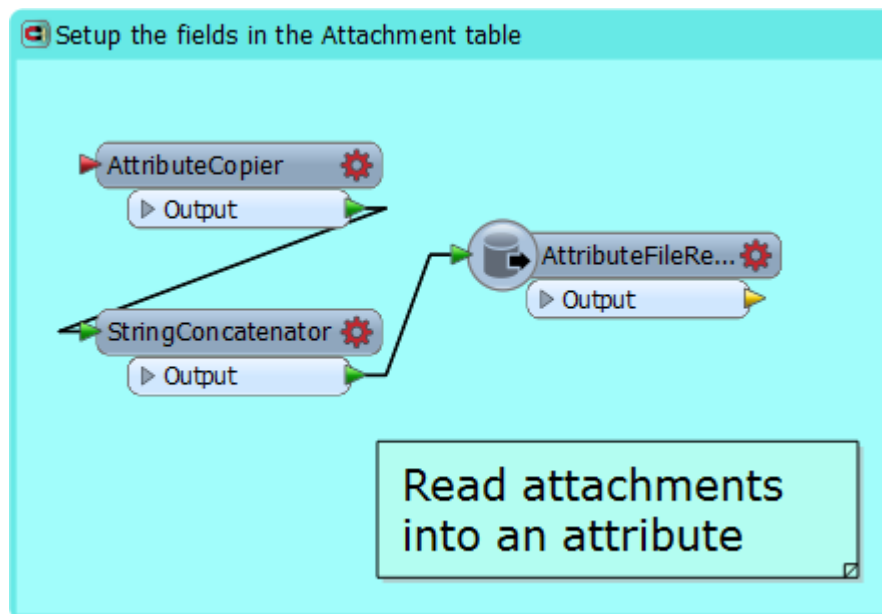 Setup the fields in the Attachment table
AttributeCopier
Output
AttributeFileRe...
Output
StringConcatenator
Output
Read attachments
into an attribute